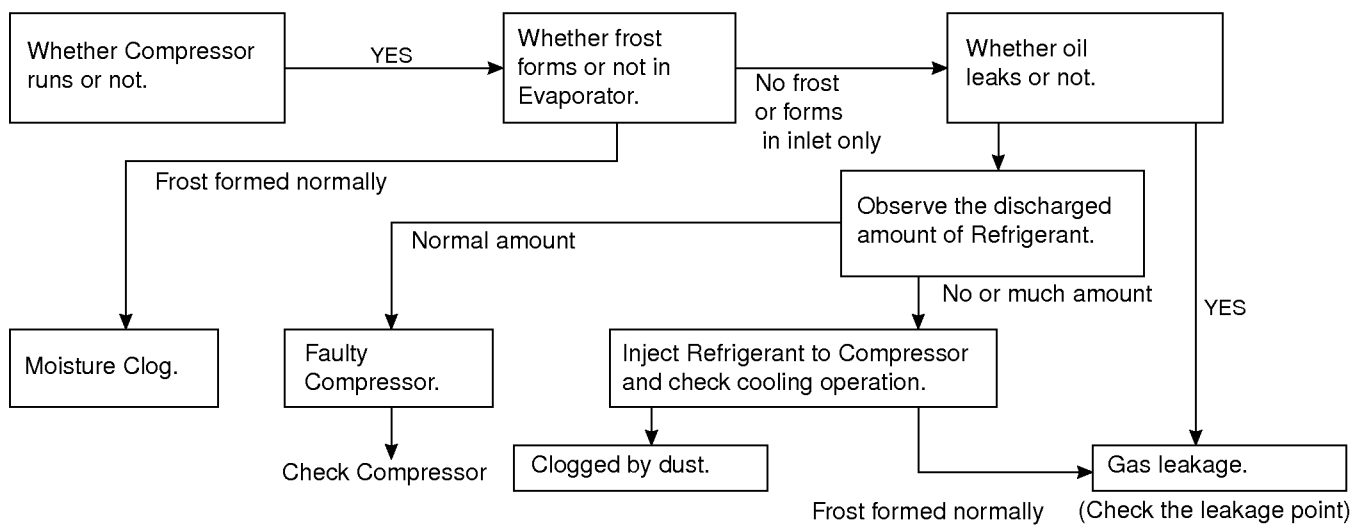 Whether Compressor
runs or not.
YES
Whether frost
forms or not in
Evaporator.
No frost
or forms
in inlet only
Whether oil
leaks or not.
Frost formed normally
Observe the discharged
amount of Refrigerant.
Normal amount
No or much amount
YES
Moisture Clog.
Faulty
Compressor.
Inject Refrigerant to Compressor
and check cooling operation.
Check Compressor
Clogged by dust.
Gas leakage.
Frost formed normally
(Check the leakage point)